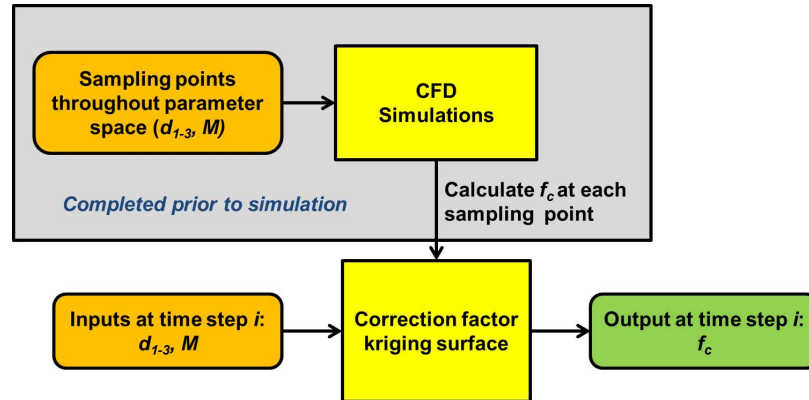 Sampling points
throughout parameter
space (d1-3, M)
CFD
Simulations
Completed prior to simulation
Calculate fc at each
sampling point
Inputs at time step i:
d1-3, M
Correction factor
kriging surface
Output at time step i:
fc